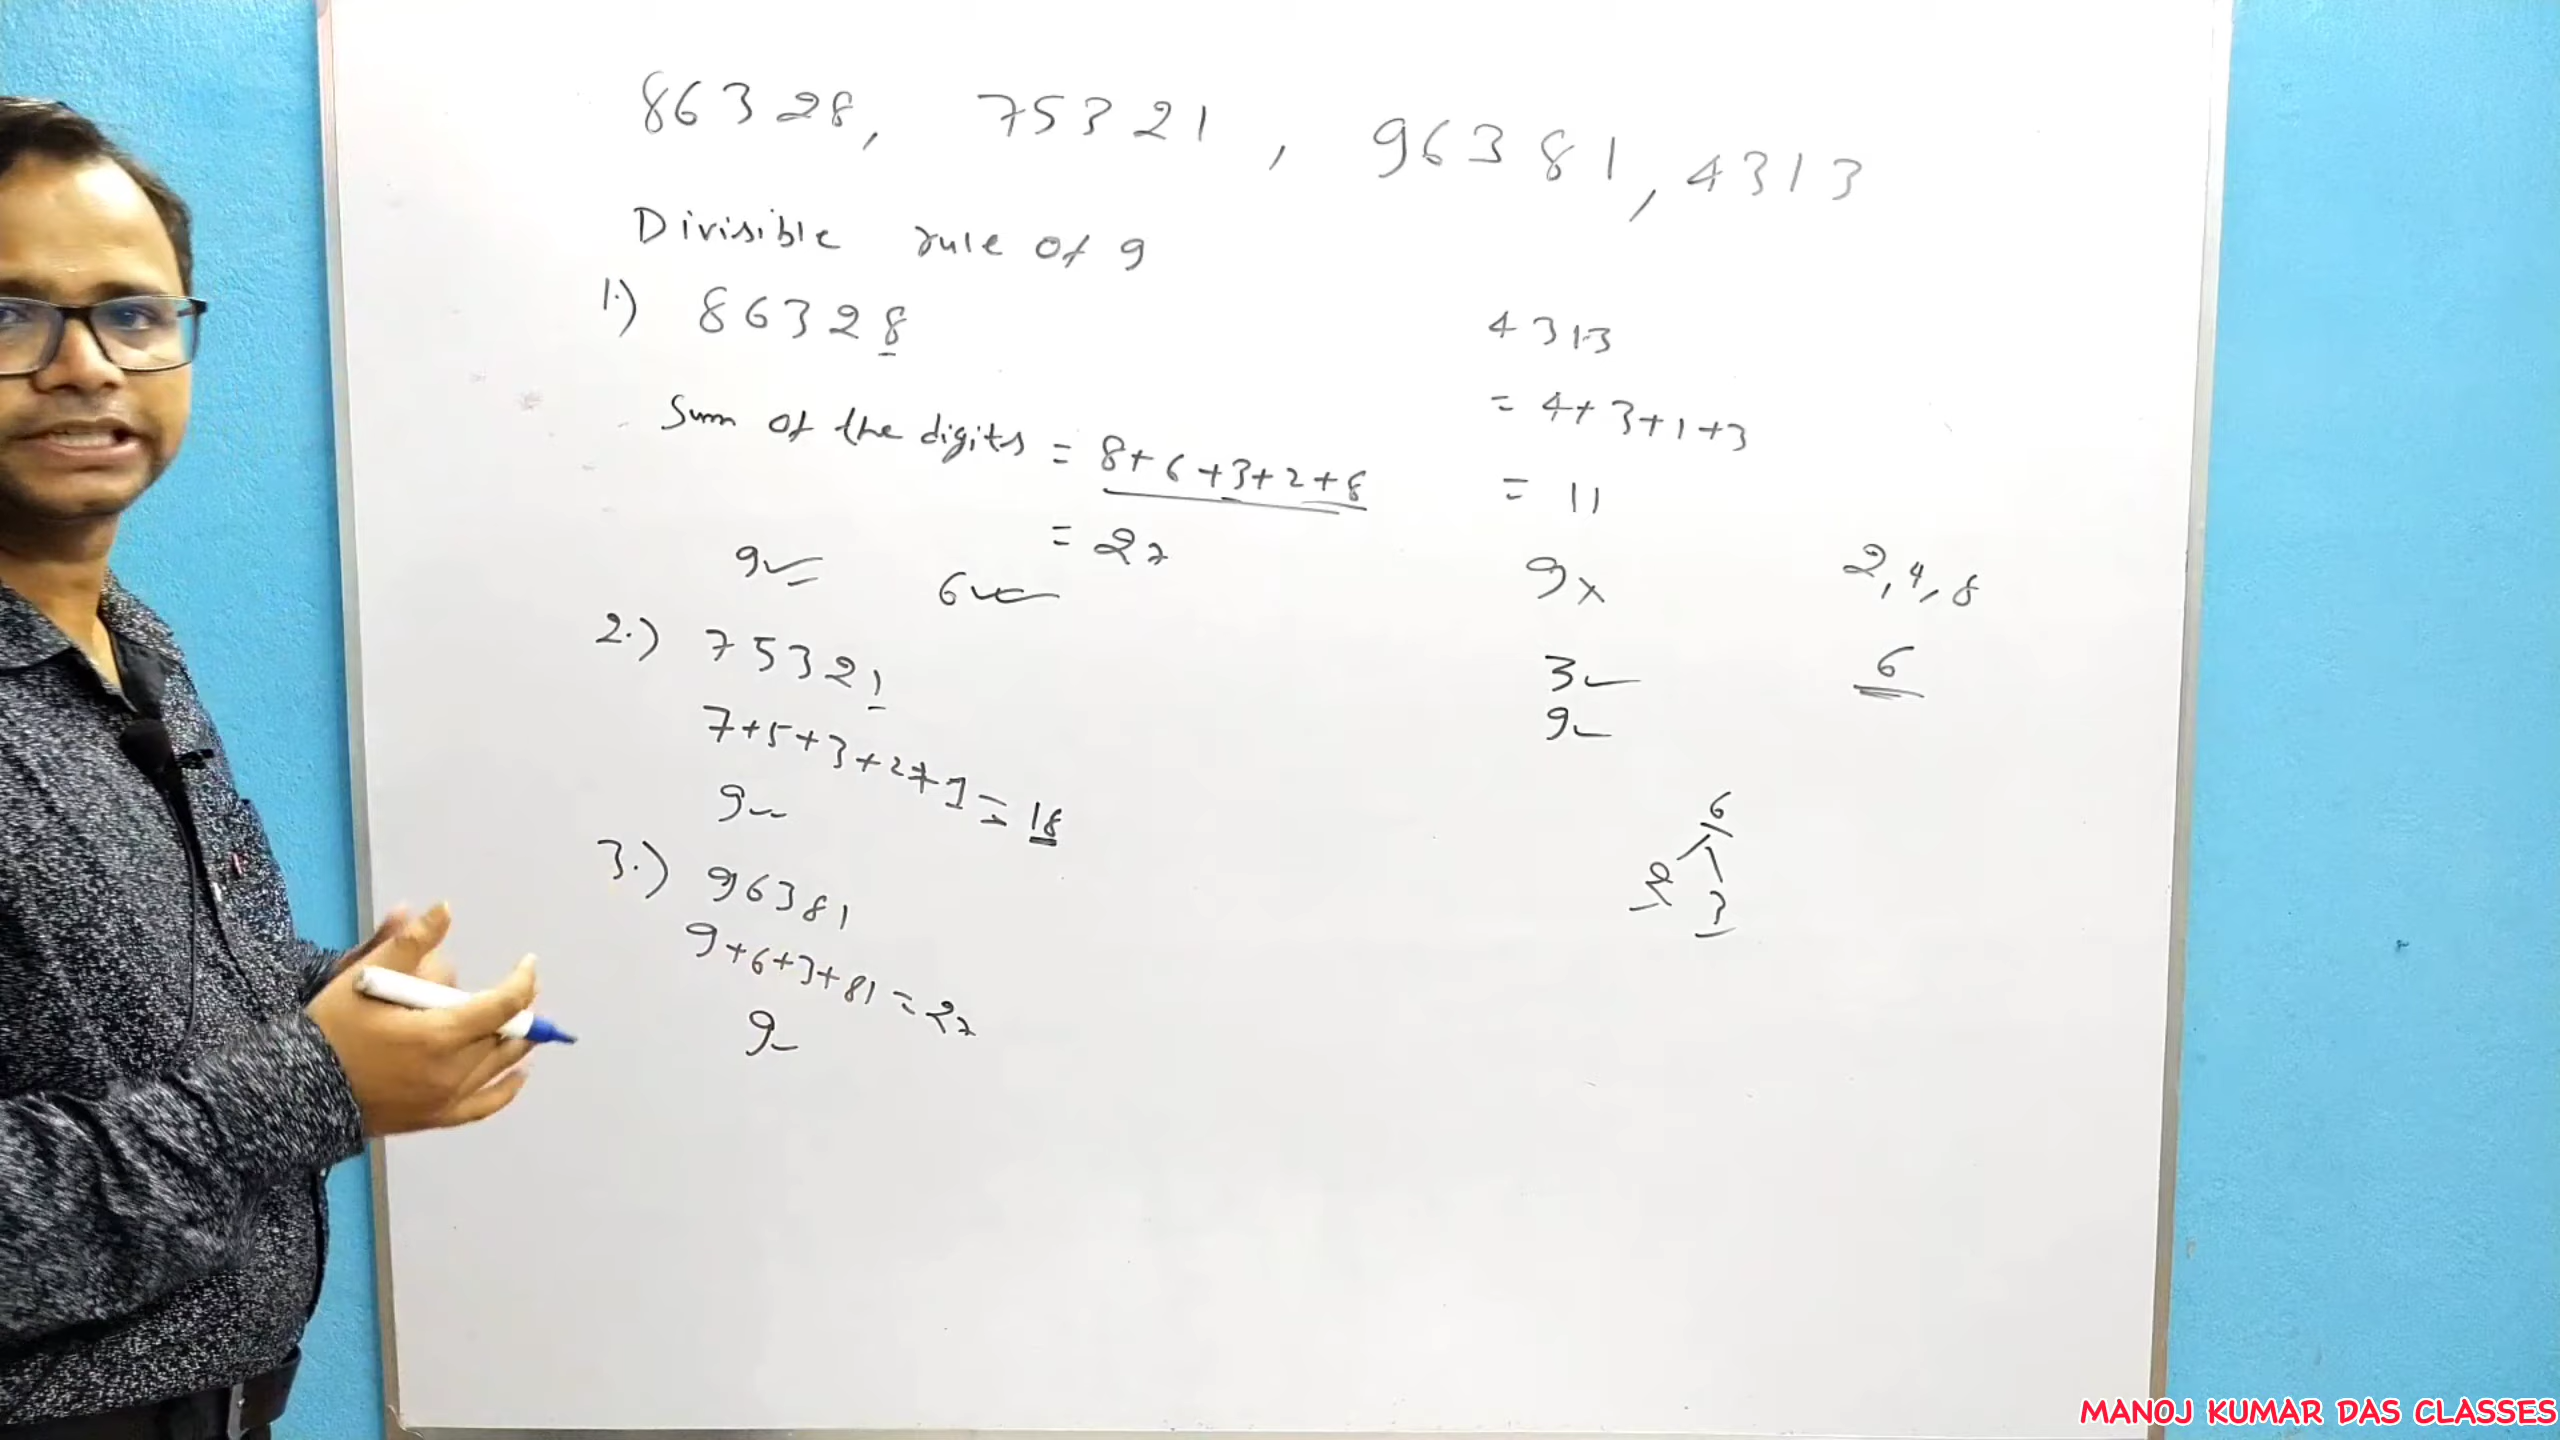 86328, 75321, 96381, 4313
Divisible rule of 9
1.) 86328
Sum of the digits = 8+6+3+2+8
= 27
9✓ 6✓
2.) 75321
7+5+3+2+1=18
9✓
3.) 96381
9+6+3+81=27
9✓
4313
= 4+3+1+3
= 11
9x
3✓
9✓
2, 4, 8
6
6
2 3
MANOJ KUMAR DAS CLASSES